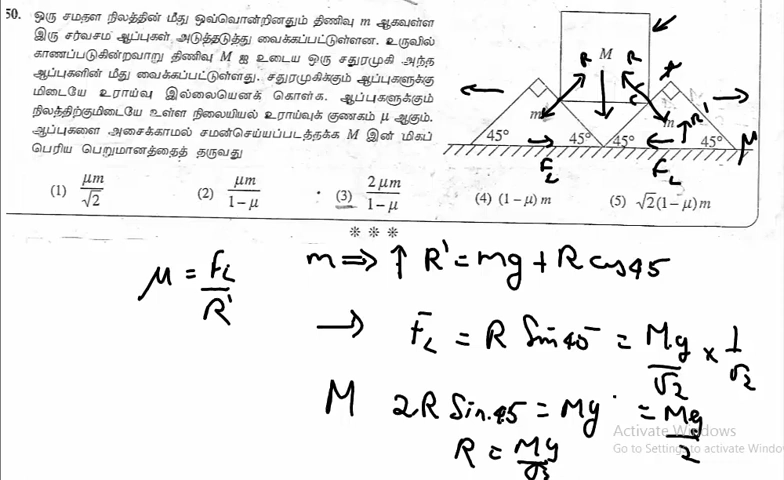 50. ஒரு சமதள நிலத்தின் மீது ஒவ்வொன்றினதும் திணிவு m ஆகவுள்ள
இரு சர்வசம ஆப்புகள் அடுத்தடுத்து வைக்கப்பட்டுள்ளன. உருவில்
காணப்படுகின்றவாறு திணிவு M ஐ உடைய ஒரு சதுரமுகி அந்த
ஆப்புகளின் மீது வைக்கப்பட்டுள்ளது. சதுரமுகிக்கும் ஆப்புகளுக்கு
மிடையே உராய்வு இல்லையெனக் கொள்க. ஆப்புகளுக்கும்
நிலத்திற்குமிடையே உள்ள நிலையியல் உராய்வுக் குணகம் μ ஆகும்.
ஆப்புகளை அசைக்காமல் சமன்செய்யப்படத்தக்க M இன் மிகப்
பெரிய பெறுமானத்தைத் தருவது
R M R
m m R'
45° 45° 45° 45° μ
F_L F_L
(1) μm/√2 (2) μm/(1-μ) (3) 2μm/(1-μ) (4) (1-μ)m (5) √2(1-μ)m
* * *
μ = F_L/R'
m ⇒ ↑ R' = mg + R cos45
→ F_L = R Sin45 = Mg/√2 × 1/√2
M 2R Sin.45 = Mg = Mg/2
R = Mg/√2
Activate Windows
Go to Settings to activate Windo